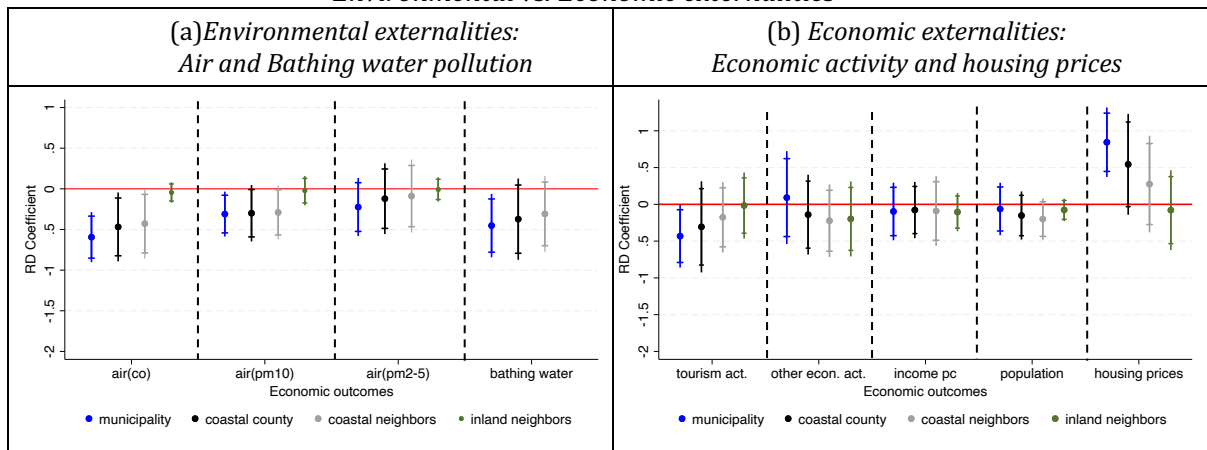 (a)Environmental externalities:
Air and Bathing water pollution
1
.5
0
.5
-1
-1.5
-2
RD Coefficient
air(co) air(pm10) air(pm2-5) bathing water
Economic outcomes
municipality coastal county coastal neighbors inland neighbors
(b) Economic externalities:
Economic activity and housing prices
1
.5
0
.5
-1
-1.5
-2
RD Coefficient
tourism act. other econ. act. income pc population housing prices
Economic outcomes
municipality coastal county coastal neighbors inland neighbors